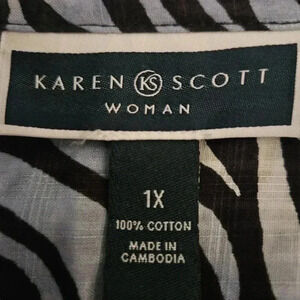 KAREN KS SCOTT
WOMAN
1X
100% COTTON
MADE IN
CAMBODIA